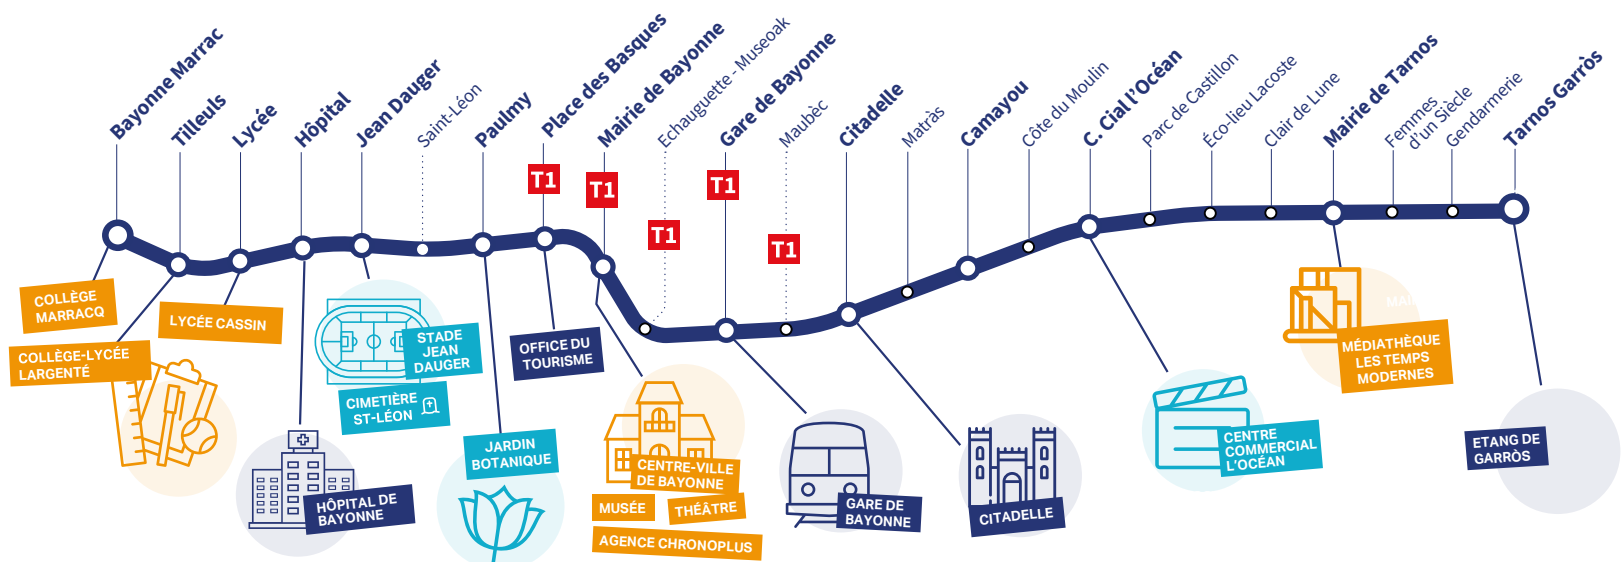 Bayonne Marrac
Tilleuls
Lycée
Hôpital
Jean Dauger
Saint-Léon
Paulmy
Place des Basques
Mairie de Bayonne
Echauguette - Museoak
Gare de Bayonne
Maubèc
Citadelle
Matràs
Camayou
Côte du Moulin
C. Cial l'Océan
Parc de Castillon
Éco-lieu Lacoste
Clair de Lune
Mairie de Tarnos
Femmes
d'un Siècle
Gendarmerie
Tarnos Garròs
T1
T1
T1
T1
T1
COLLÈGE
MARRACQ
COLLÈGE-LYCÉE
LARGENTÉ
LYCÉE CASSIN
HÔPITAL DE
BAYONNE
STADE
JEAN
DAUGER
CIMETIÈRE
ST-LÉON
JARDIN
BOTANIQUE
OFFICE DU
TOURISME
CENTRE-VILLE
DE BAYONNE
MUSÉE
THÉÂTRE
AGENCE CHRONOPLUS
GARE DE
BAYONNE
CITADELLE
CENTRE
COMMERCIAL
L'OCÉAN
MÉDIATHÈQUE
LES TEMPS
MODERNES
ETANG DE
GARRÒS